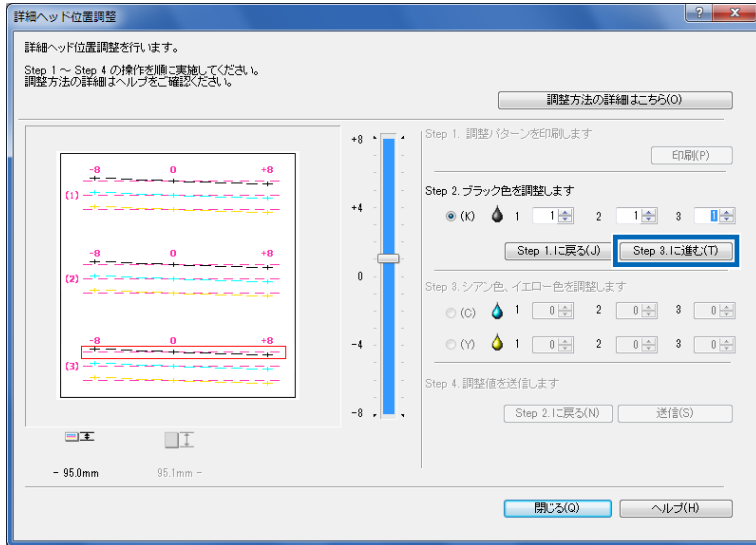 詳細ヘッド位置調整
詳細ヘッド位置調整を行います。
Step 1 ～ Step 4 の操作を順に実施してください。
調整方法の詳細はヘルプをご確認ください。
調整方法の詳細はこちら(O)
-8 0 +8
(1)
-8 0 +8
(2)
-8 0 +8
(3)
- 95.0mm
95.1mm -
+8
+4
0
-4
-8
Step 1. 調整パターンを印刷します
印刷(P)
Step 2. ブラック色を調整します
(K) 1 1 2 1 3 1
Step 1.に戻る(J) Step 3.に進む(T)
Step 3. シアン色、イエロー色を調整します
(C) 1 0 2 0 3 0
(Y) 1 0 2 0 3 0
Step 4. 調整値を送信します
Step 2.に戻る(N) 送信(S)
閉じる(Q) ヘルプ(H)